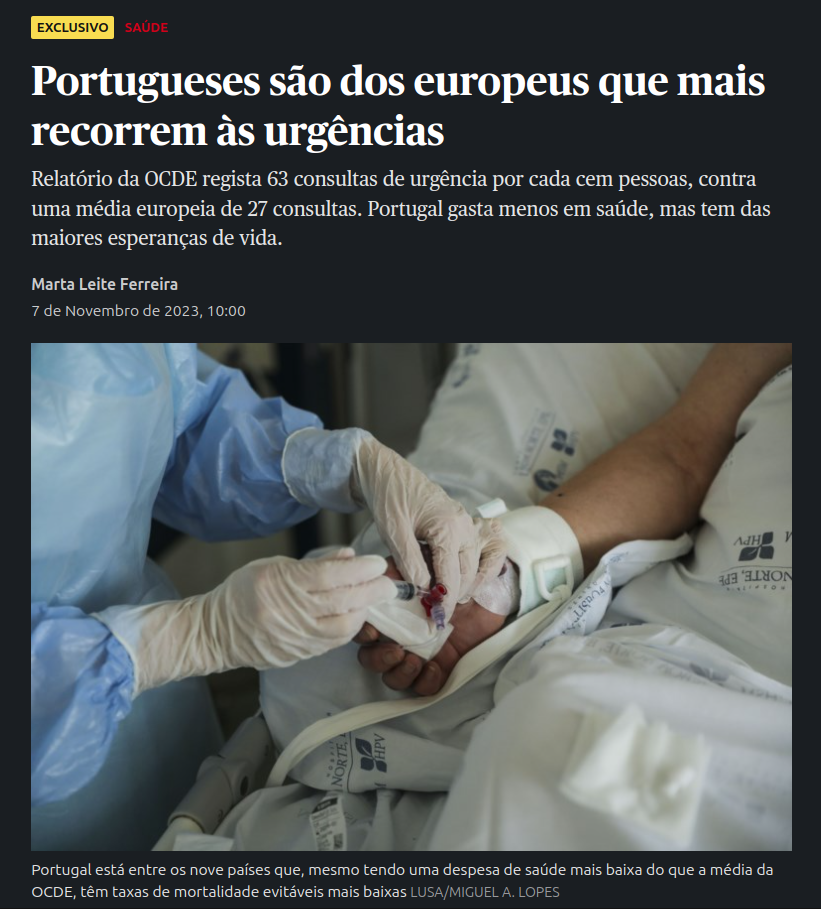 EXCLUSIVO SAÚDE
Portugueses são dos europeus que mais
recorrem às urgências
Relatório da OCDE regista 63 consultas de urgência por cada cem pessoas, contra
uma média europeia de 27 consultas. Portugal gasta menos em saúde, mas tem das
maiores esperanças de vida.
Marta Leite Ferreira
7 de Novembro de 2023, 10:00
HPV
NORTE, EPE
NORTE,
HPV
Portugal está entre os nove países que, mesmo tendo uma despesa de saúde mais baixa do que a média da
OCDE, têm taxas de mortalidade evitáveis mais baixas LUSA/MIGUEL A. LOPES